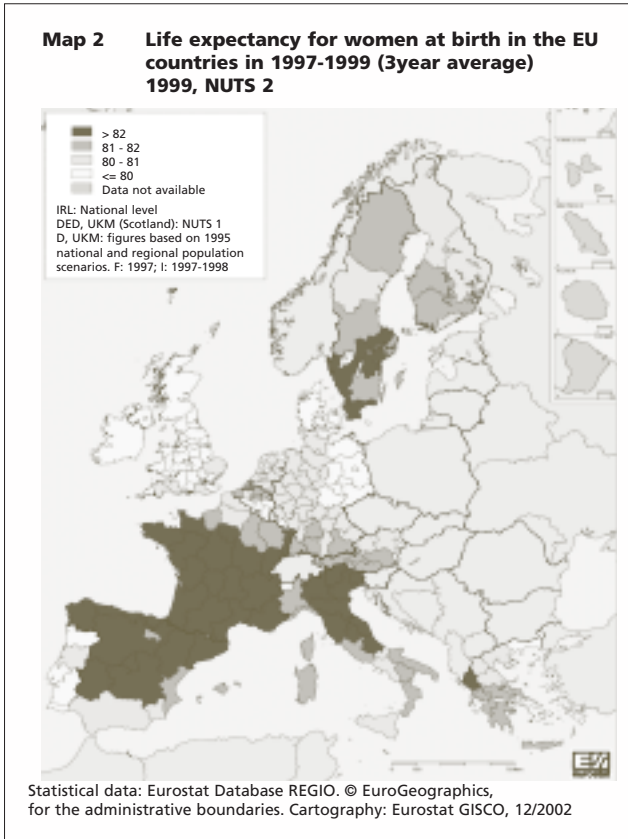 Map 2 Life expectancy for women at birth in the EU
countries in 1997-1999 (3year average)
1999, NUTS 2
> 82
81 - 82
80 - 81
<= 80
Data not available
IRL: National level
DED, UKM (Scotland): NUTS 1
D, UKM: figures based on 1995
national and regional population
scenarios. F: 1997; I: 1997-1998
Statistical data: Eurostat Database REGIO. © EuroGeographics,
for the administrative boundaries. Cartography: Eurostat GISCO, 12/2002